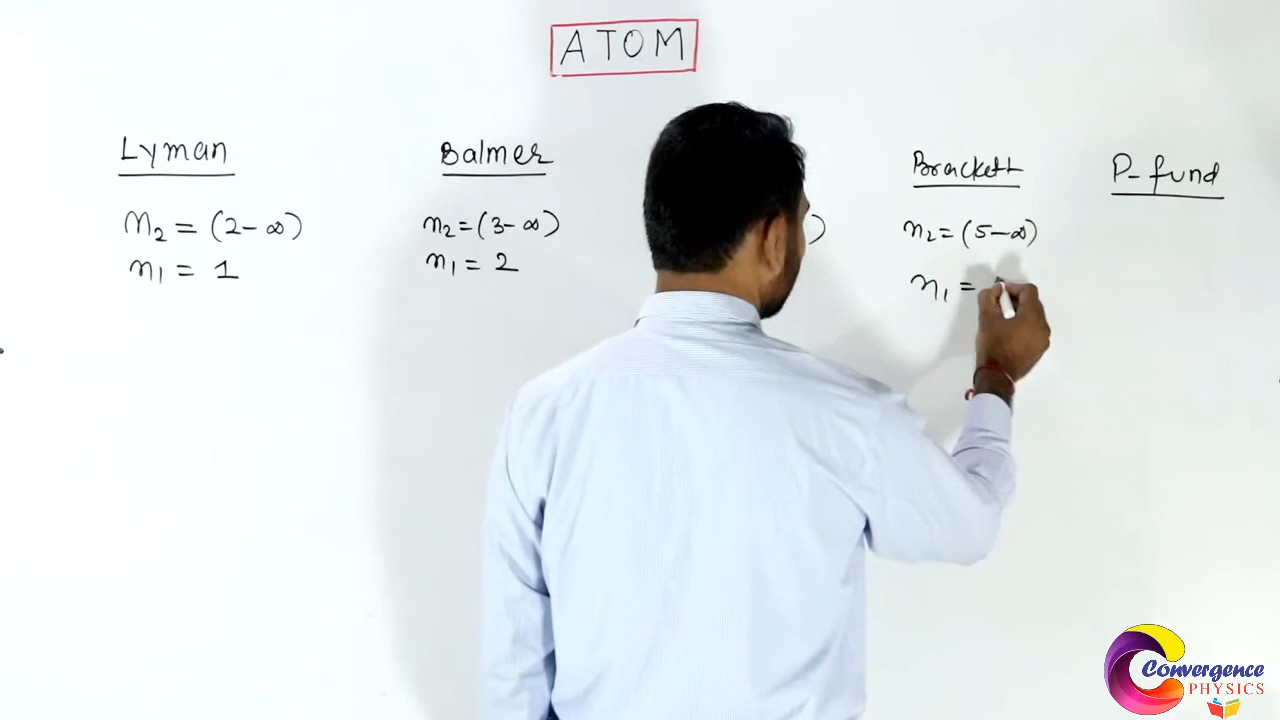 ATOM
Lyman
n₂ = (2-∞)
n₁ = 1
Balmer
n₂=(3-∞)
n₁ = 2
)
Brackett
n₂=(5-∞)
n₁ =
P-fund
Convergence
PHYSICS